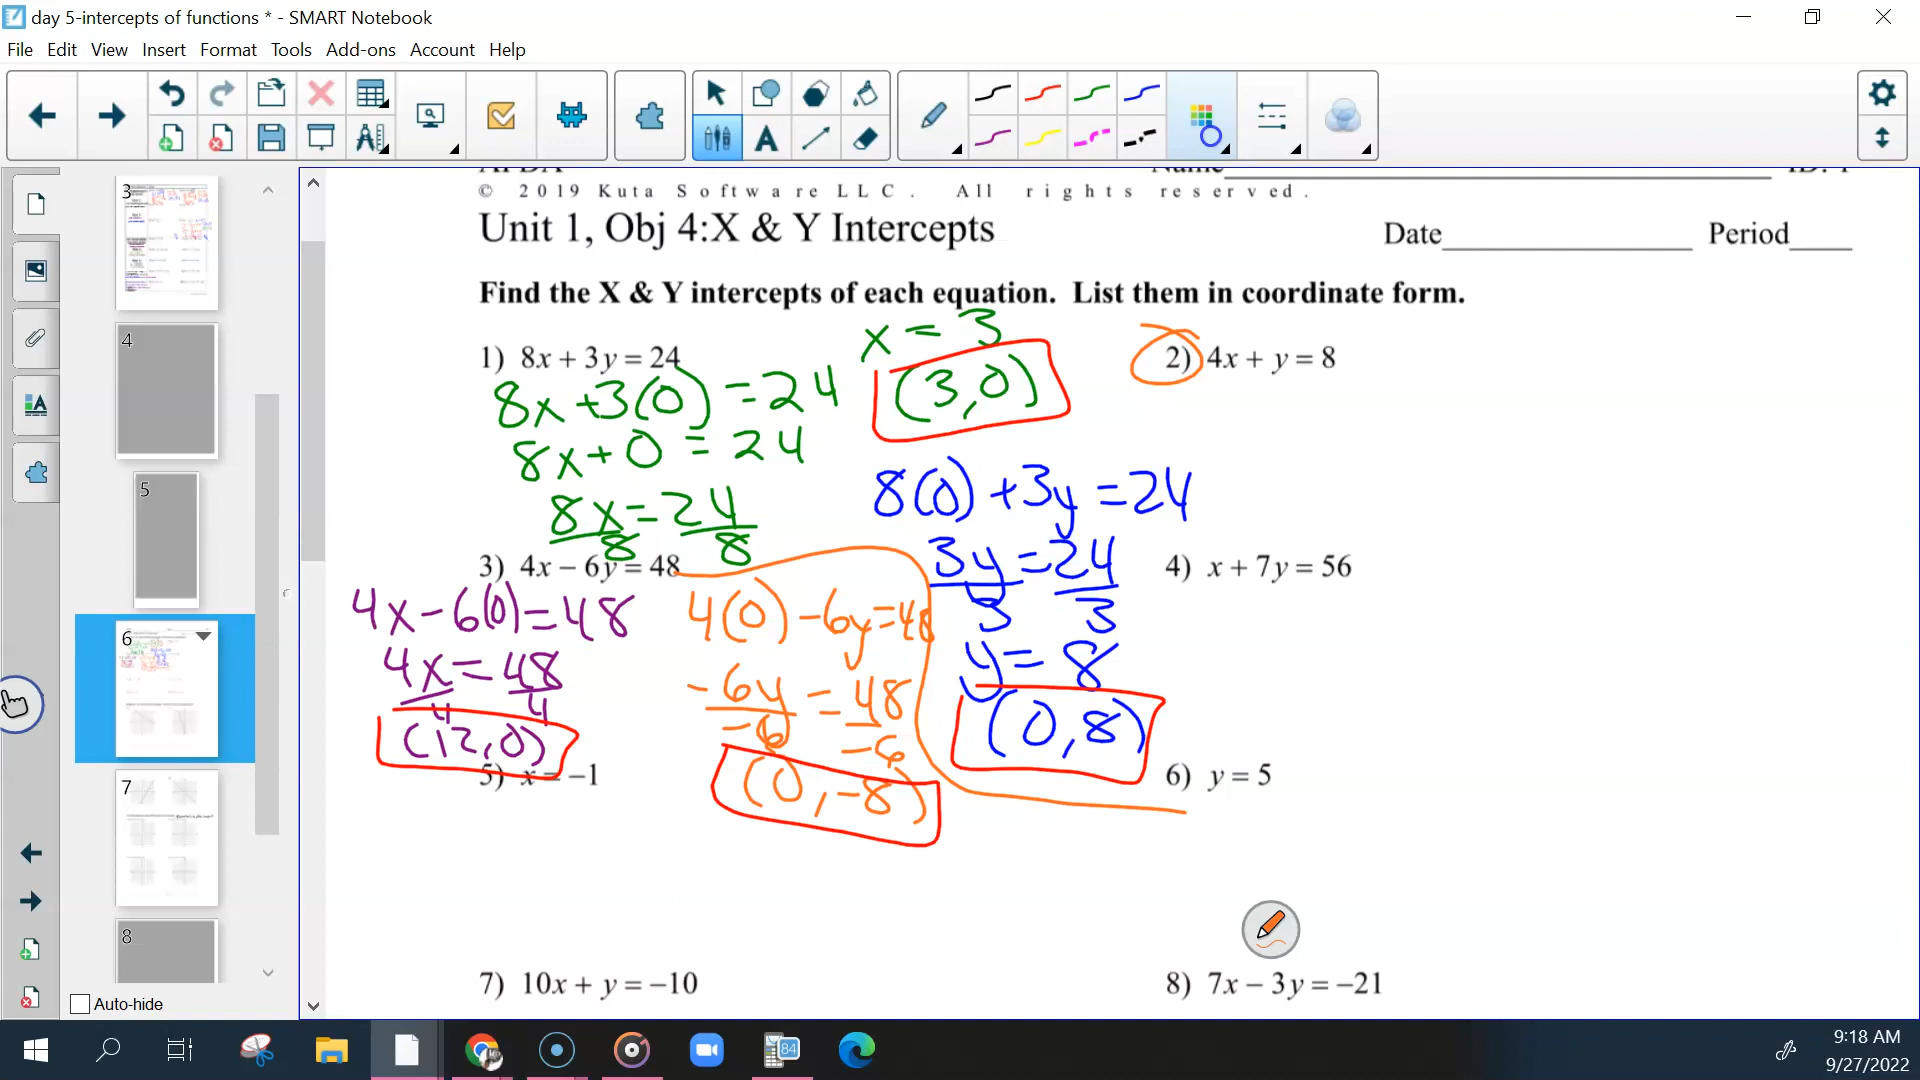 day 5-intercepts of functions * - SMART Notebook
File Edit View Insert Format Tools Add-ons Account Help
3
4
5
6
7
8
Auto-hide
© 2019 Kuta Software LLC. All rights reserved.
Unit 1, Obj 4:X & Y Intercepts Date Period
Find the X & Y intercepts of each equation. List them in coordinate form.
1) 8x + 3y = 24
8x + 3(0) = 24
8x + 0 = 24
8x = 24
8 8
x = 3
(3,0)
8(0) + 3y = 24
3y = 24
3 3
y = 8
(0,8)
2) 4x + y = 8
3) 4x − 6y = 48
4x - 6(0) = 48
4x = 48
4 4
(12,0)
4(0) - 6y = 48
-6y = 48
-6 -6
(0,-8)
4) x + 7y = 56
5) x = −1
6) y = 5
7) 10x + y = −10
8) 7x − 3y = −21
84
9:18 AM
9/27/2022